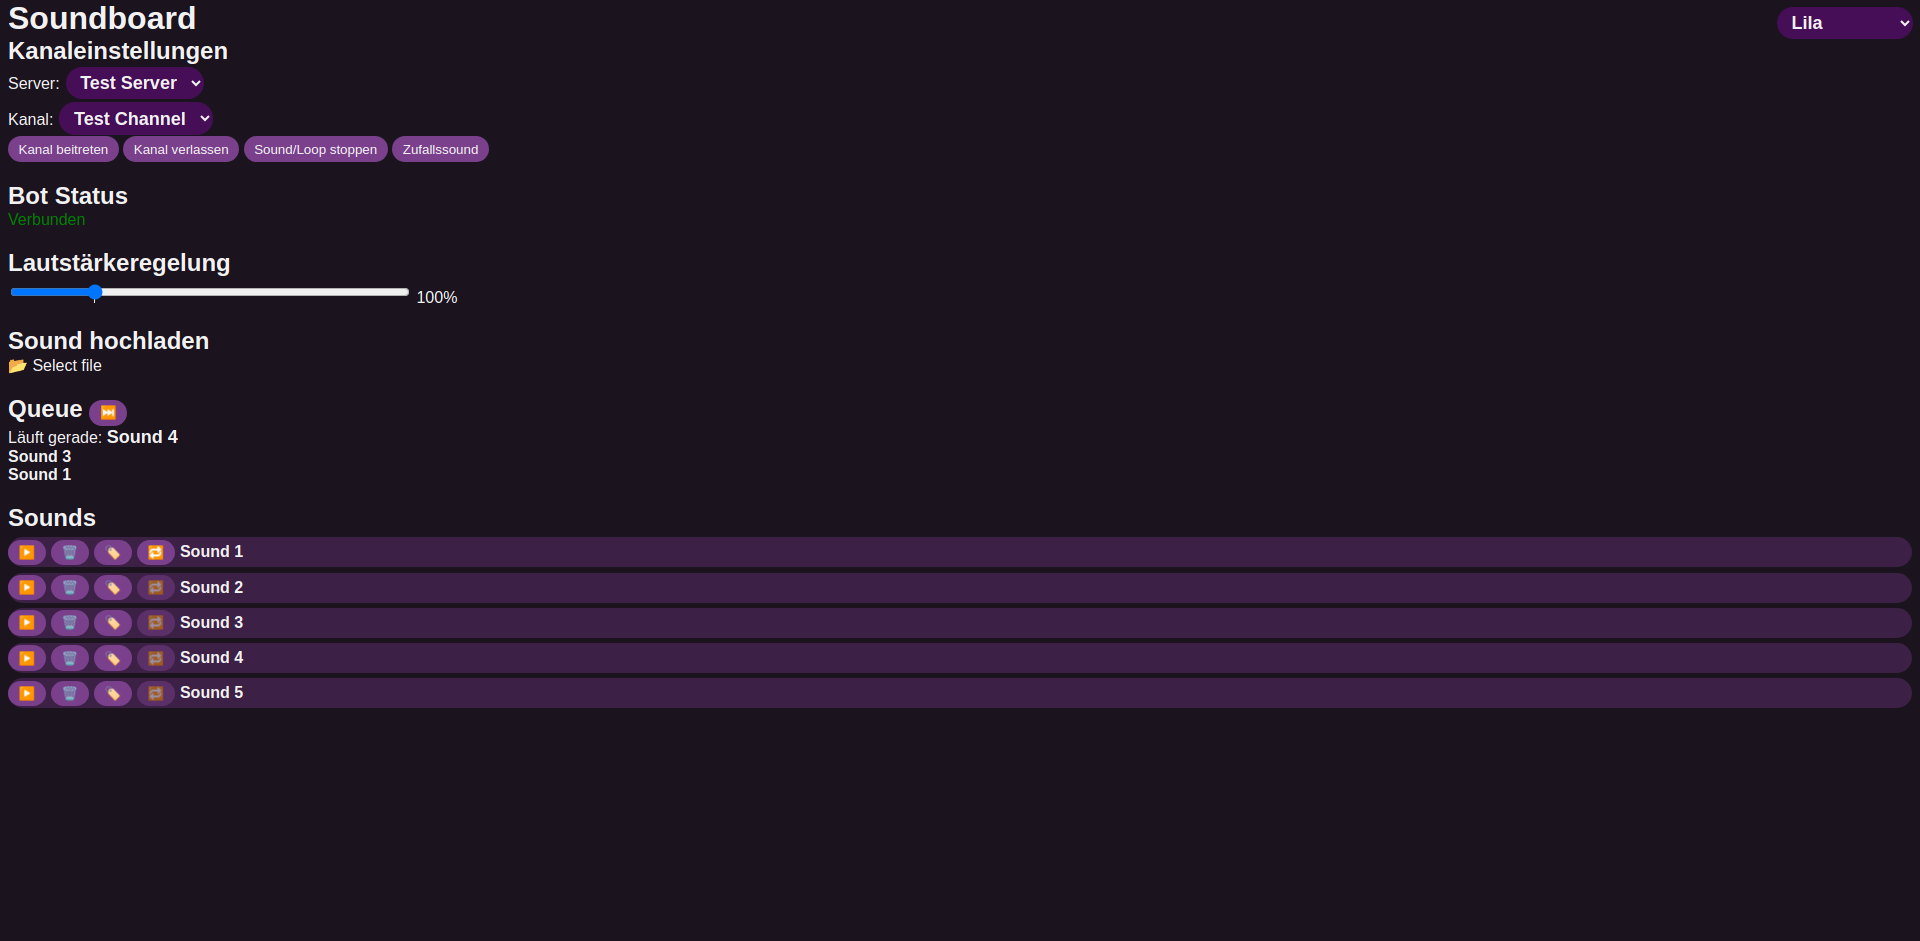 Soundboard
Lila
Kanaleinstellungen
Server: Test Server
Kanal: Test Channel
Kanal beitreten Kanal verlassen Sound/Loop stoppen Zufallssound
Bot Status
Verbunden
Lautstärkeregelung
100%
Sound hochladen
📂 Select file
Queue ⏭️
Läuft gerade: Sound 4
Sound 3
Sound 1
Sounds
▶️ 🗑️ 🏷️ 🔁 Sound 1
▶️ 🗑️ 🏷️ 🔁 Sound 2
▶️ 🗑️ 🏷️ 🔁 Sound 3
▶️ 🗑️ 🏷️ 🔁 Sound 4
▶️ 🗑️ 🏷️ 🔁 Sound 5